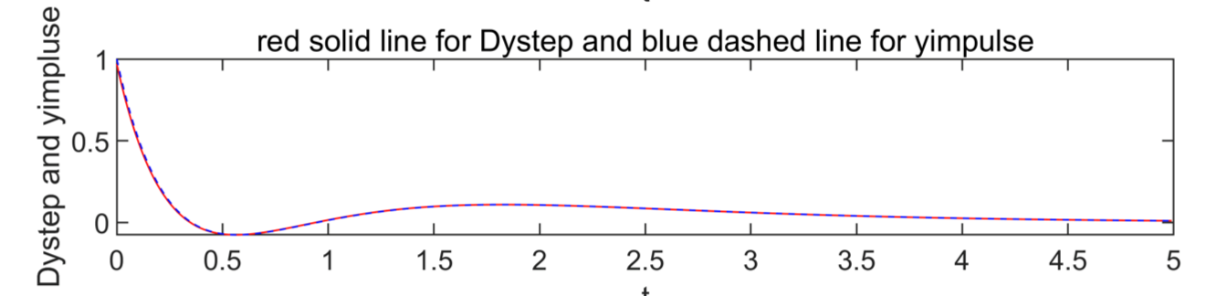 red solid line for Dystep and blue dashed line for yimpulse
Dystep and yimpluse
1
0.5
0
0 0.5 1 1.5 2 2.5 3 3.5 4 4.5 5